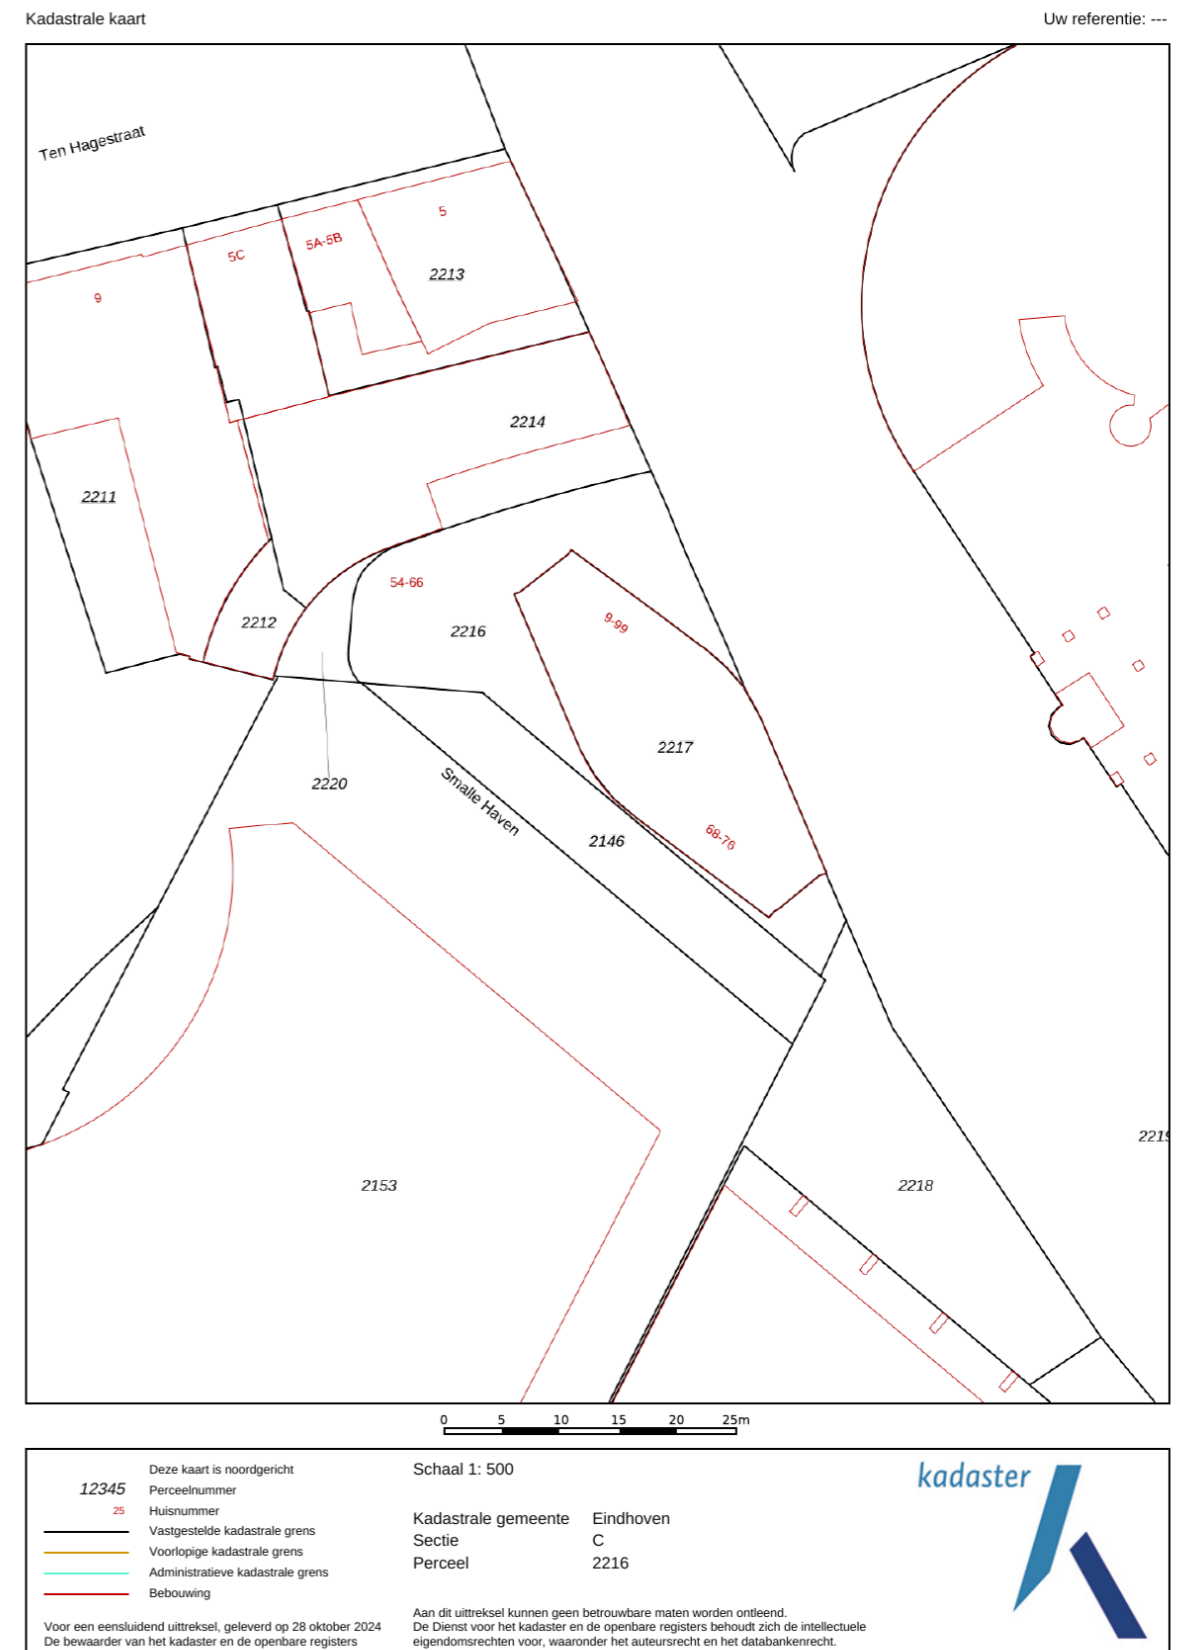 Kadastrale kaart
Uw referentie: ---
Ten Hagestraat
5
5A-5B
5C
2213
9
2214
2211
54-66
2212
2216
9-99
2217
2220
Smalle Haven
68-76
2146
2153
2218
2219
0 5 10 15 20 25m
Deze kaart is noordgericht
12345 Perceelnummer
25 Huisnummer
Vastgestelde kadastrale grens
Voorlopige kadastrale grens
Administratieve kadastrale grens
Bebouwing
Voor een eensluidend uittreksel, geleverd op 28 oktober 2024
De bewaarder van het kadaster en de openbare registers
Schaal 1: 500
Kadastrale gemeente Eindhoven
Sectie C
Perceel 2216
Aan dit uittreksel kunnen geen betrouwbare maten worden ontleend.
De Dienst voor het kadaster en de openbare registers behoudt zich de intellectuele
eigendomsrechten voor, waaronder het auteursrecht en het databankenrecht.
kadaster